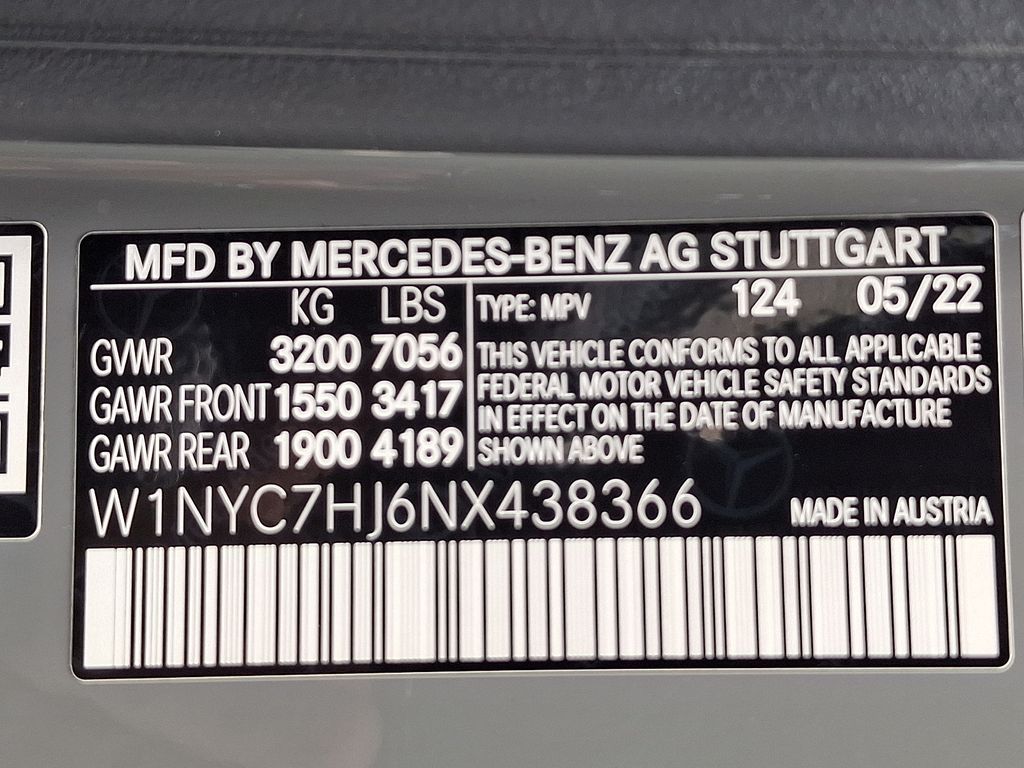 MFD BY MERCEDES-BENZ AG STUTTGART
KG LBS
GVWR 3200 7056
GAWR FRONT 1550 3417
GAWR REAR 1900 4189
TYPE: MPV 124 05/22
THIS VEHICLE CONFORMS TO ALL APPLICABLE
FEDERAL MOTOR VEHICLE SAFETY STANDARDS
IN EFFECT ON THE DATE OF MANUFACTURE
SHOWN ABOVE
W1NYC7HJ6NX438366
MADE IN AUSTRIA